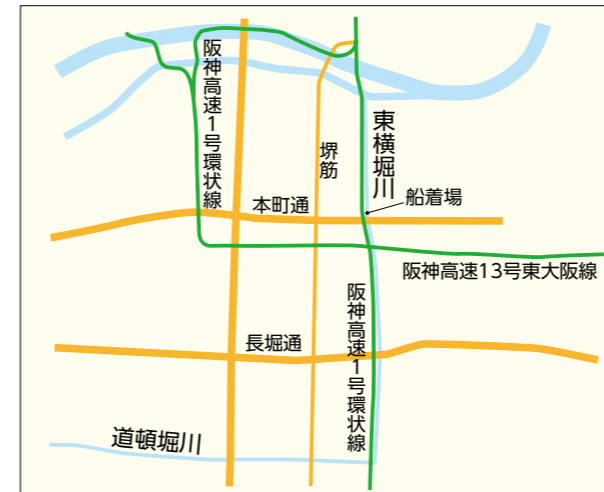 阪神高速1号環状線
東横堀川
堺筋
船着場
本町通
阪神高速13号東大阪線
阪神高速1号環状線
長堀通
道頓堀川